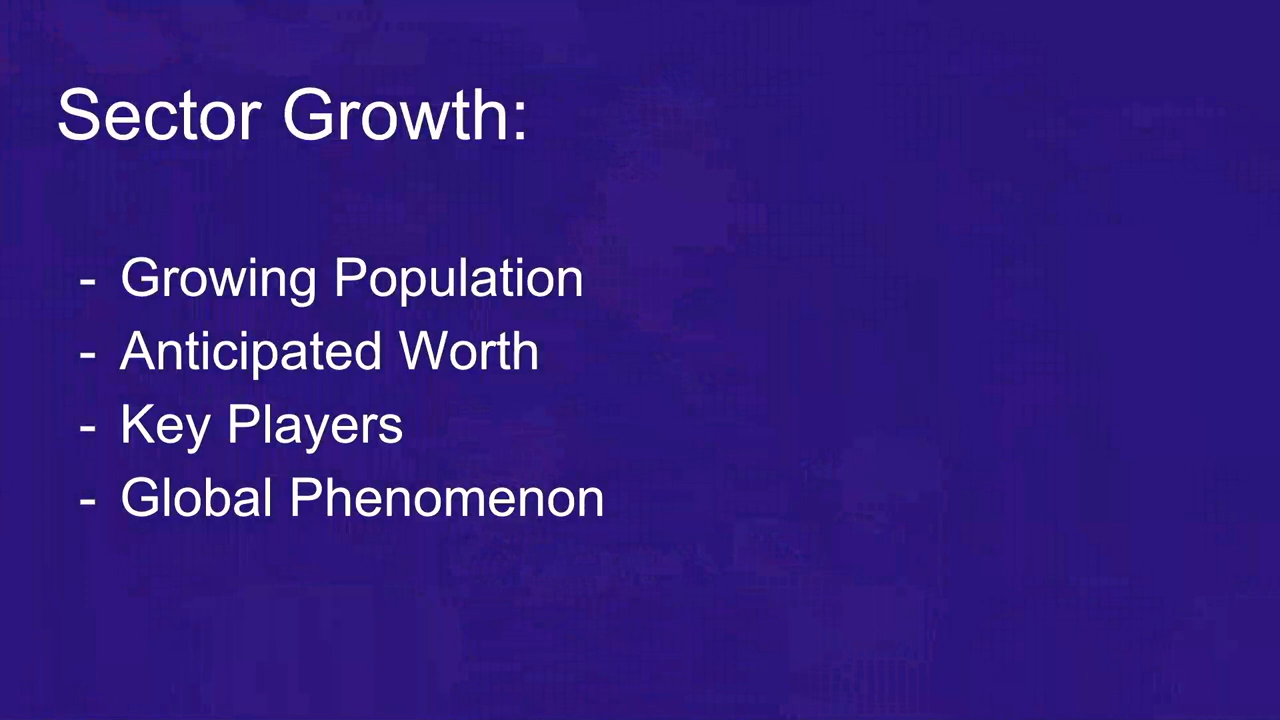 Sector Growth:
- Growing Population
- Anticipated Worth
- Key Players
- Global Phenomenon